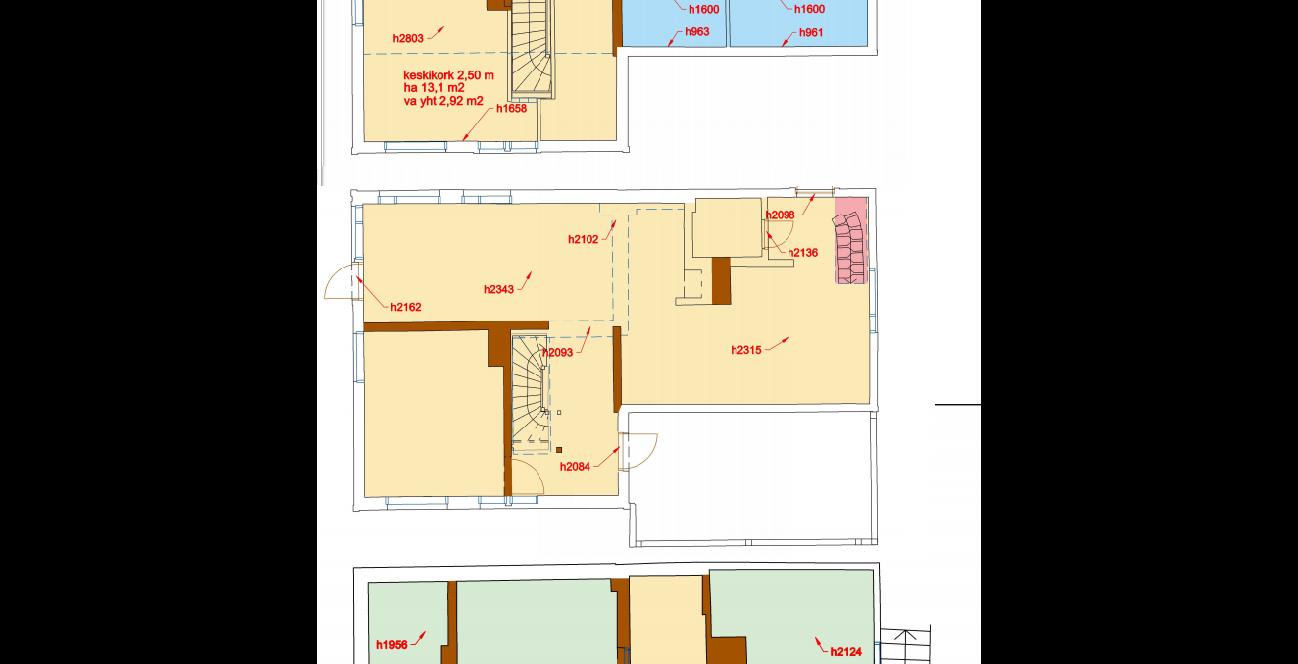 h1600
h1600
h963
h961
h2803
keskikork 2,50 m
ha 13,1 m2
va yht 2,92 m2
h1658
h2098
h2102
h2136
h2343
h2162
h2093
h2315
h2084
h1956
h2124